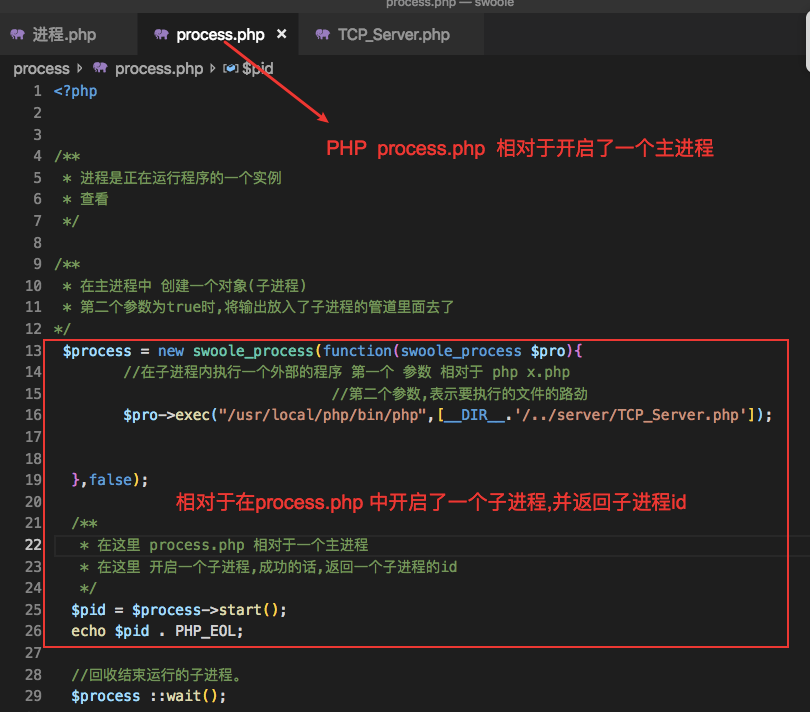 process.php — swoole
进程.php
process.php ×
TCP_Server.php
process › process.php › $pid
PHP process.php 相对于开启了一个主进程
1 <?php
2
3
4 /**
5 * 进程是正在运行程序的一个实例
6 * 查看
7 */
8
9 /**
10 * 在主进程中 创建一个对象(子进程)
11 * 第二个参数为true时,将输出放入了子进程的管道里面去了
12 */
13 $process = new swoole_process(function(swoole_process $pro){
14 //在子进程内执行一个外部的程序 第一个 参数 相对于 php x.php
15 //第二个参数,表示要执行的文件的路劲
16 $pro->exec("/usr/local/php/bin/php",[__DIR__.'/../server/TCP_Server.php']);
17
18
19 },false);
20
相对于在process.php 中开启了一个子进程,并返回子进程id
21 /**
22 * 在这里 process.php 相对于一个主进程
23 * 在这里 开启一个子进程,成功的话,返回一个子进程的id
24 */
25 $pid = $process->start();
26 echo $pid . PHP_EOL;
27
28 //回收结束运行的子进程。
29 $process ::wait();